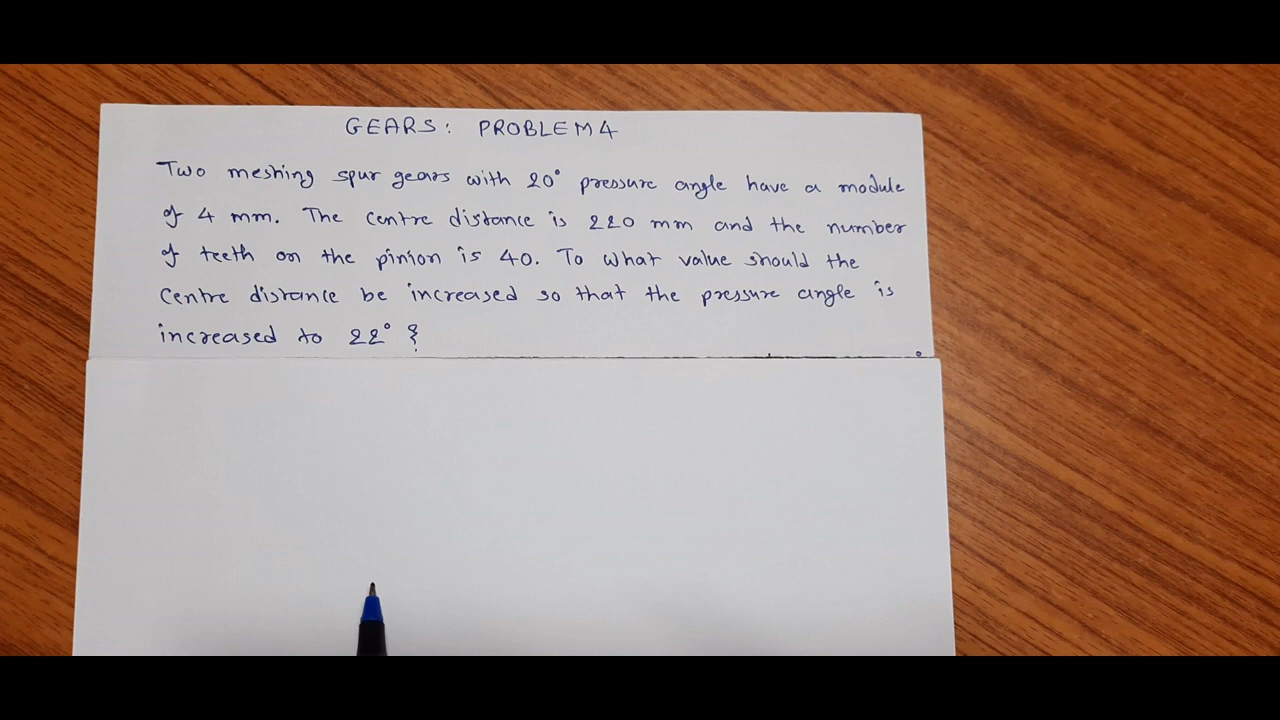 GEARS: PROBLEM 4
Two meshing spur gears with 20° pressure angle have a module
of 4 mm. The centre distance is 220 mm and the number
of teeth on the pinion is 40. To what value should the
centre distance be increased so that the pressure angle is
increased to 22° ?